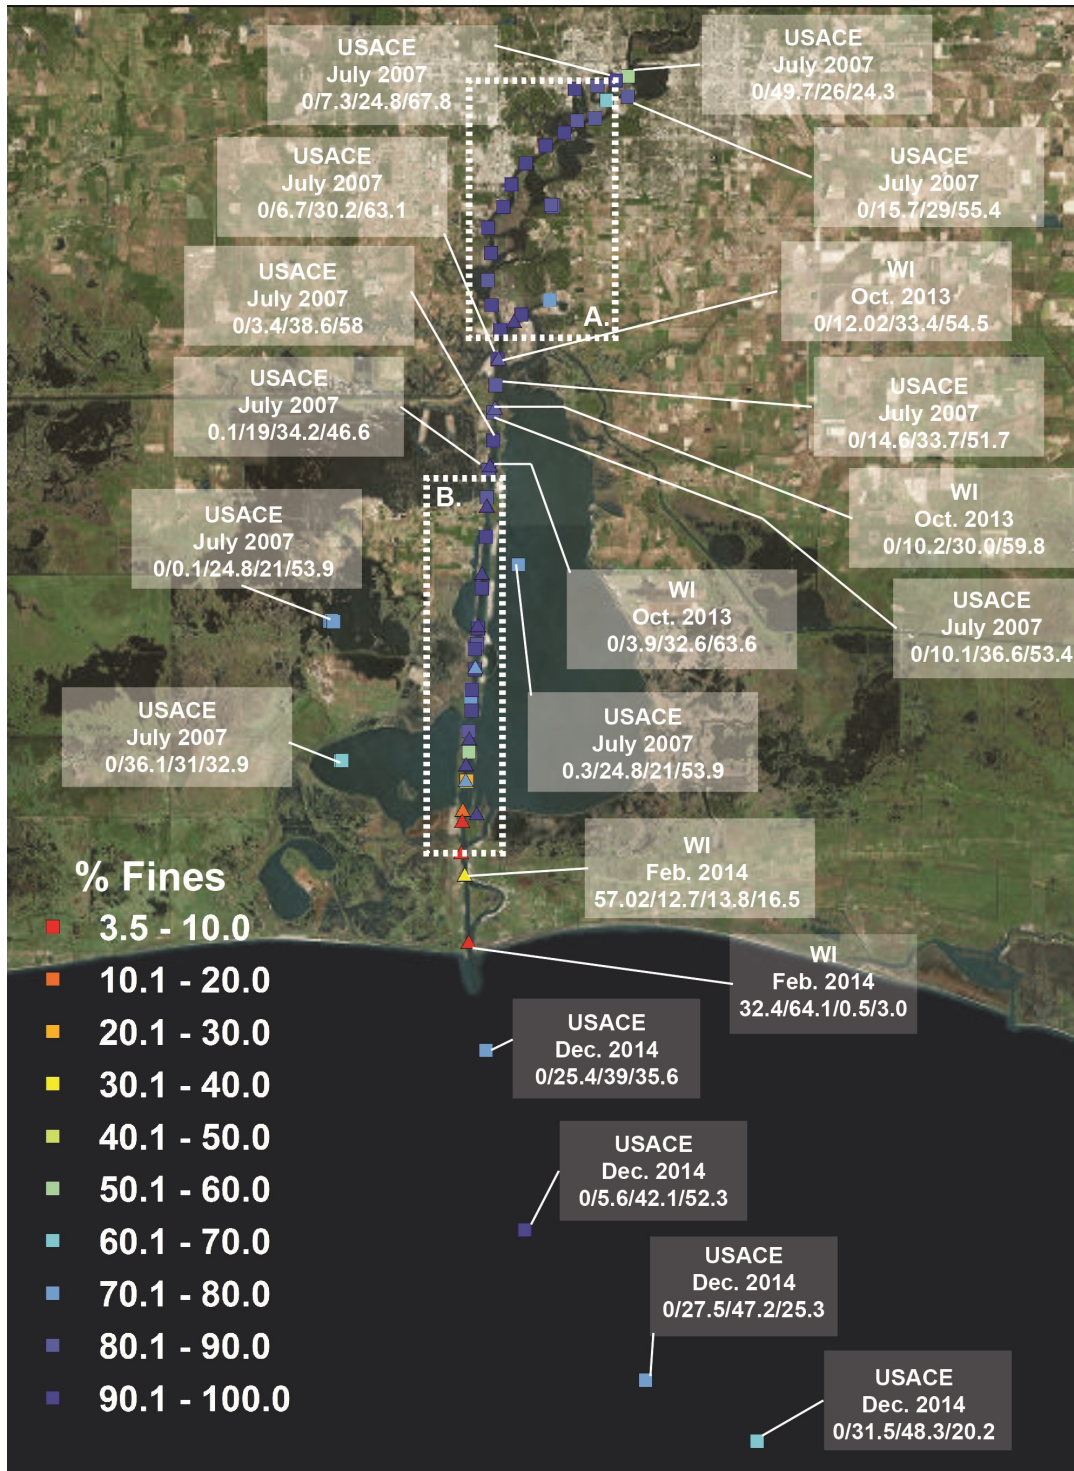 USACE
July 2007
0/7.3/24.8/67.8
USACE
July 2007
0/49.7/26/24.3
USACE
July 2007
0/6.7/30.2/63.1
USACE
July 2007
0/15.7/29/55.4
USACE
July 2007
0/3.4/38.6/58
WI
Oct. 2013
0/12.02/33.4/54.5
A.
USACE
July 2007
0.1/19/34.2/46.6
USACE
July 2007
0/14.6/33.7/51.7
B.
USACE
July 2007
0/0.1/24.8/21/53.9
WI
Oct. 2013
0/10.2/30.0/59.8
WI
Oct. 2013
0/3.9/32.6/63.6
USACE
July 2007
0/10.1/36.6/53.4
USACE
July 2007
0/36.1/31/32.9
USACE
July 2007
0.3/24.8/21/53.9
WI
Feb. 2014
57.02/12.7/13.8/16.5
WI
Feb. 2014
32.4/64.1/0.5/3.0
USACE
Dec. 2014
0/25.4/39/35.6
USACE
Dec. 2014
0/5.6/42.1/52.3
USACE
Dec. 2014
0/27.5/47.2/25.3
USACE
Dec. 2014
0/31.5/48.3/20.2
% Fines
3.5 - 10.0
10.1 - 20.0
20.1 - 30.0
30.1 - 40.0
40.1 - 50.0
50.1 - 60.0
60.1 - 70.0
70.1 - 80.0
80.1 - 90.0
90.1 - 100.0